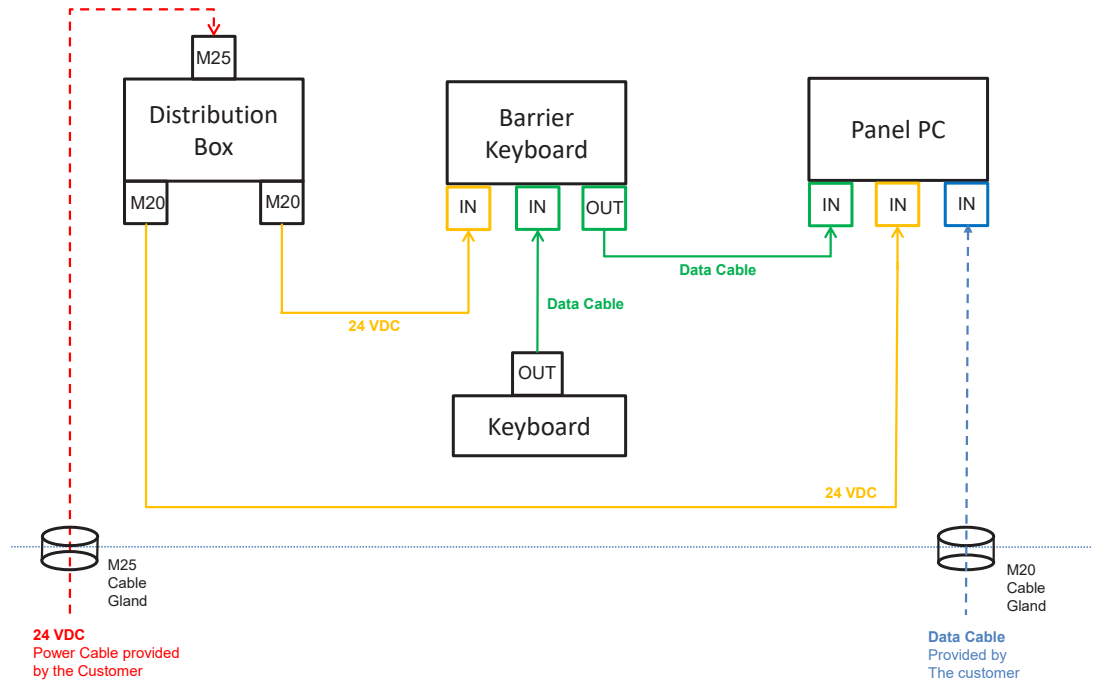 M25
Distribution
Box
M20
M20
Barrier
Keyboard
IN
IN
OUT
Panel PC
IN
IN
IN
Data Cable
Data Cable
24 VDC
OUT
Keyboard
24 VDC
M25
Cable
Gland
M20
Cable
Gland
24 VDC
Power Cable provided
by the Customer
Data Cable
Provided by
The customer